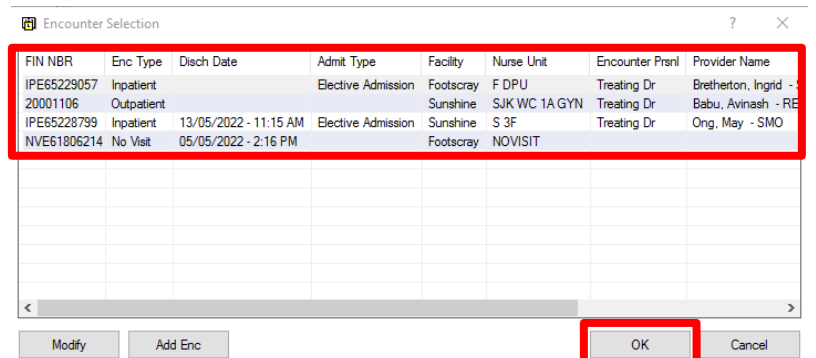 Encounter Selection
FIN NBR Enc Type Disch Date Admit Type Facility Nurse Unit Encounter Prsnl Provider Name
IPE65229057 Inpatient Elective Admission Footscray F DPU Treating Dr Bretherton, Ingrid -
20001106 Outpatient Sunshine SJK WC 1A GYN Treating Dr Babu, Avinash - RE
IPE65228799 Inpatient 13/05/2022 - 11:15 AM Elective Admission Sunshine S 3F Treating Dr Ong, May - SMO
NVE61806214 No Visit 05/05/2022 - 2:16 PM Footscray NOVISIT
Modify Add Enc OK Cancel